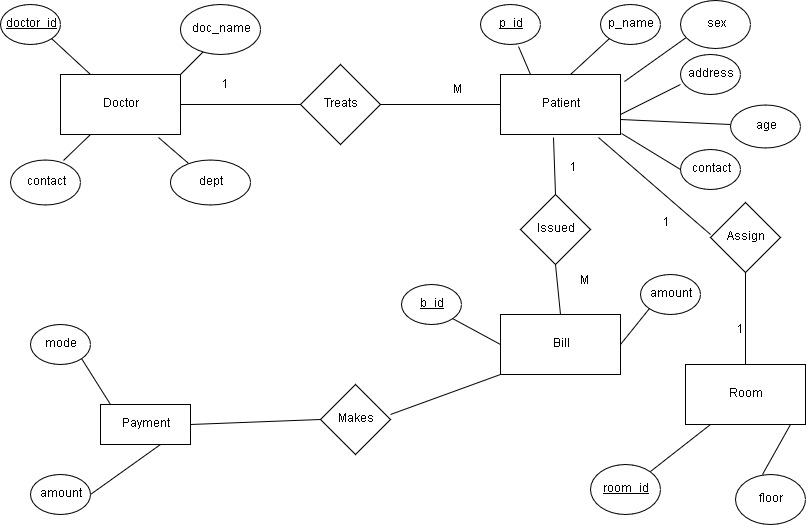 doctor_id
doc_name
p_id
p_name
sex
address
age
contact
Doctor
1
Treats
M
Patient
contact
dept
1
Issued
M
1
Assign
1
b_id
amount
Bill
mode
Payment
Makes
Room
amount
room_id
floor